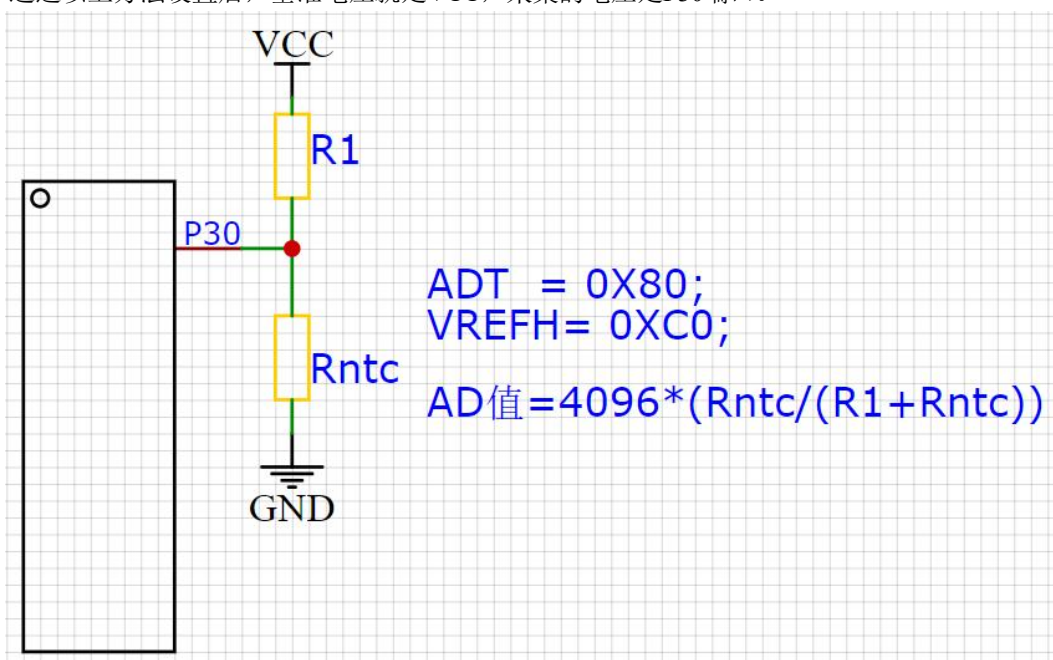 VCC
R1
P30
ADT = 0X80;
VREFH= 0XC0;
Rntc
AD值=4096*(Rntc/(R1+Rntc))
GND